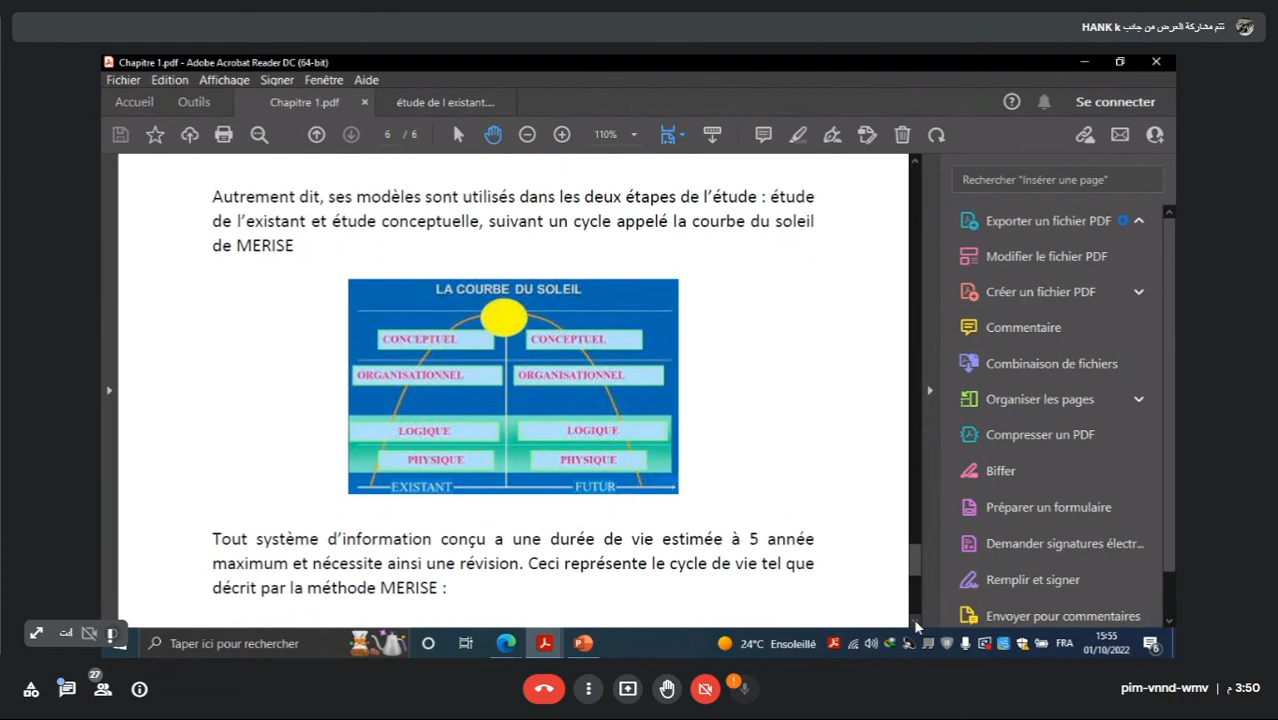 تتم مشاركة العرض من جانب HANK k
Chapitre 1.pdf - Adobe Acrobat Reader DC (64-bit)
Fichier Edition Affichage Signer Fenêtre Aide
Accueil Outils Chapitre 1.pdf × étude de l existant... Se connecter
6 / 6 110%
Autrement dit, ses modèles sont utilisés dans les deux étapes de l'étude : étude
de l'existant et étude conceptuelle, suivant un cycle appelé la courbe du soleil
de MERISE
LA COURBE DU SOLEIL
CONCEPTUEL CONCEPTUEL
ORGANISATIONNEL ORGANISATIONNEL
LOGIQUE LOGIQUE
PHYSIQUE PHYSIQUE
EXISTANT FUTUR
Tout système d'information conçu a une durée de vie estimée à 5 année
maximum et nécessite ainsi une révision. Ceci représente le cycle de vie tel que
décrit par la méthode MERISE :
Rechercher "Insérer une page"
Exporter un fichier PDF
Modifier le fichier PDF
Créer un fichier PDF
Commentaire
Combinaison de fichiers
Organiser les pages
Compresser un PDF
Biffer
Préparer un formulaire
Demander signatures électr...
Remplir et signer
Envoyer pour commentaires
أنت
Taper ici pour rechercher
24°C Ensoleillé
FRA
15:55
01/10/2022
6
27
pim-vnnd-wmv | 3:50 م